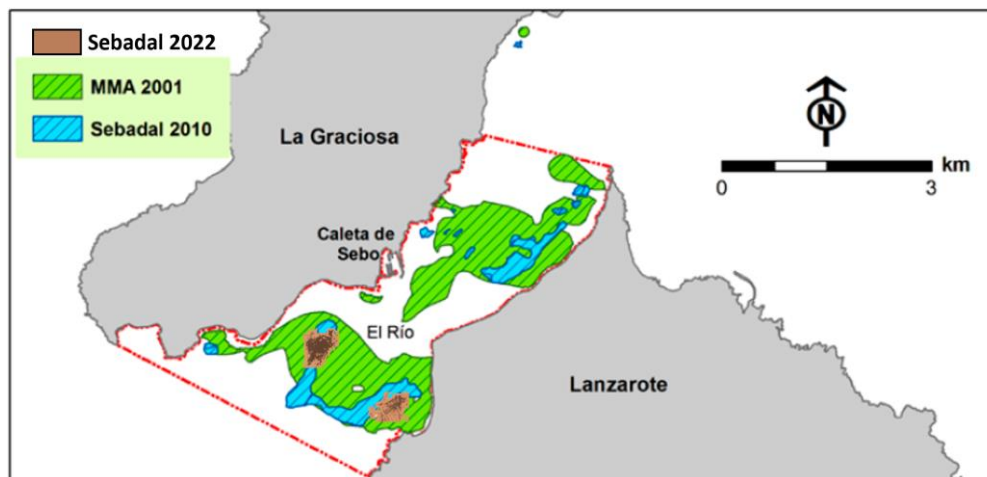 Sebadal 2022
MMA 2001
Sebadal 2010
La Graciosa
N
km
0 3
Caleta de
Sebo
El Río
Lanzarote